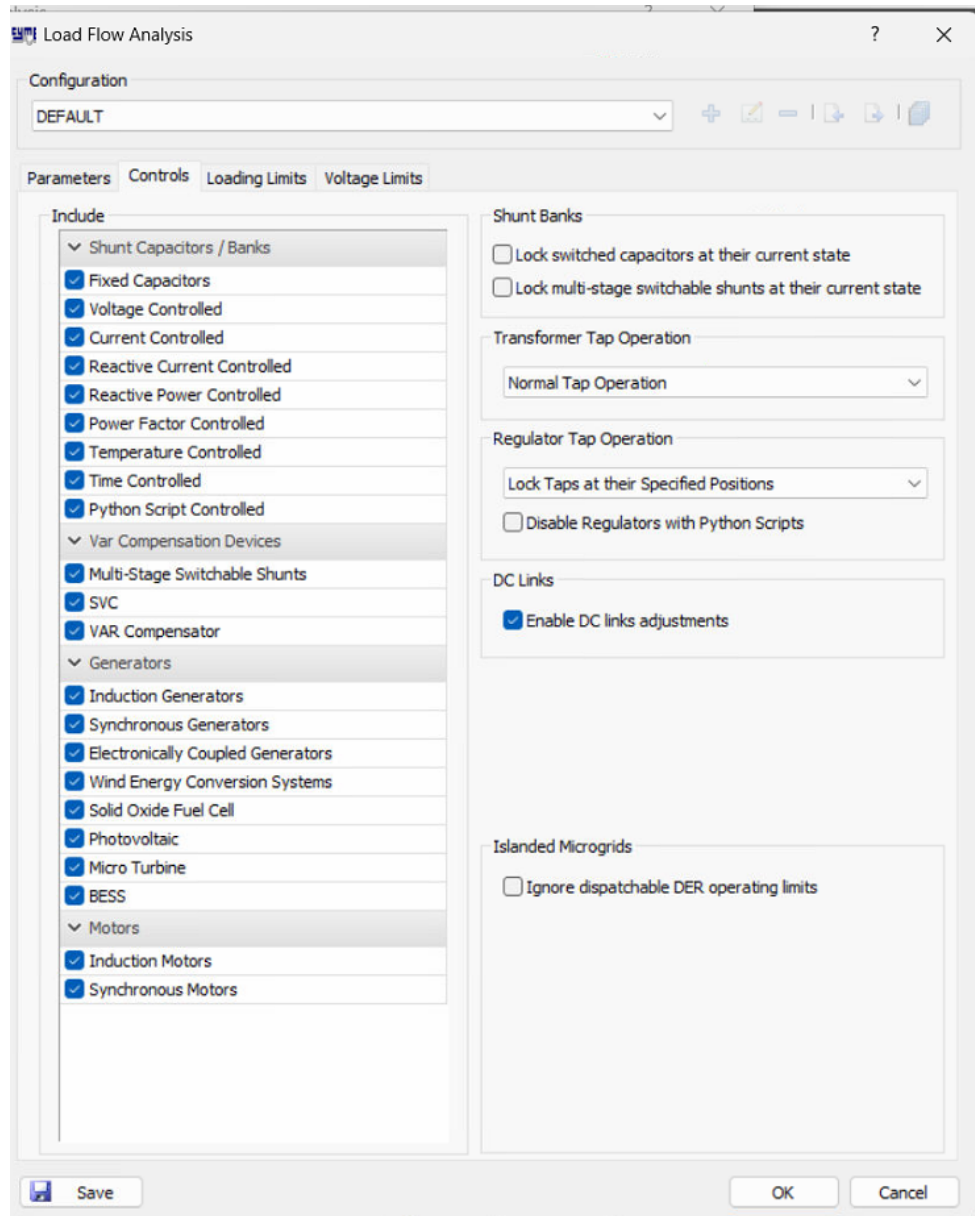 Load Flow Analysis
?
Configuration
DEFAULT
Parameters Controls Loading Limits Voltage Limits
Include
Shunt Capacitors / Banks
Fixed Capacitors
Voltage Controlled
Current Controlled
Reactive Current Controlled
Reactive Power Controlled
Power Factor Controlled
Temperature Controlled
Time Controlled
Python Script Controlled
Var Compensation Devices
Multi-Stage Switchable Shunts
SVC
VAR Compensator
Generators
Induction Generators
Synchronous Generators
Electronically Coupled Generators
Wind Energy Conversion Systems
Solid Oxide Fuel Cell
Photovoltaic
Micro Turbine
BESS
Motors
Induction Motors
Synchronous Motors
Shunt Banks
Lock switched capacitors at their current state
Lock multi-stage switchable shunts at their current state
Transformer Tap Operation
Normal Tap Operation
Regulator Tap Operation
Lock Taps at their Specified Positions
Disable Regulators with Python Scripts
DC Links
Enable DC links adjustments
Islanded Microgrids
Ignore dispatchable DER operating limits
Save
OK
Cancel